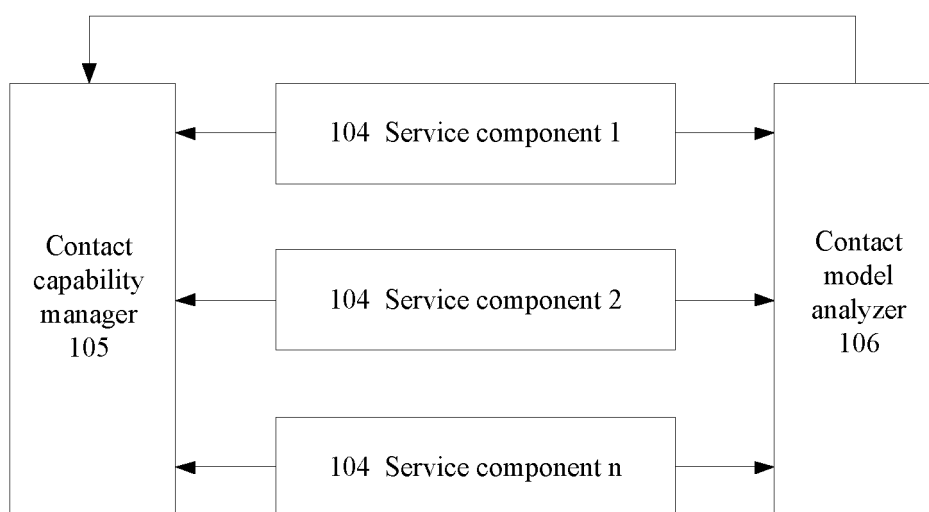 104 Service component 1
Contact
capability
manager
105
104 Service component 2
Contact
model
analyzer
106
104 Service component n